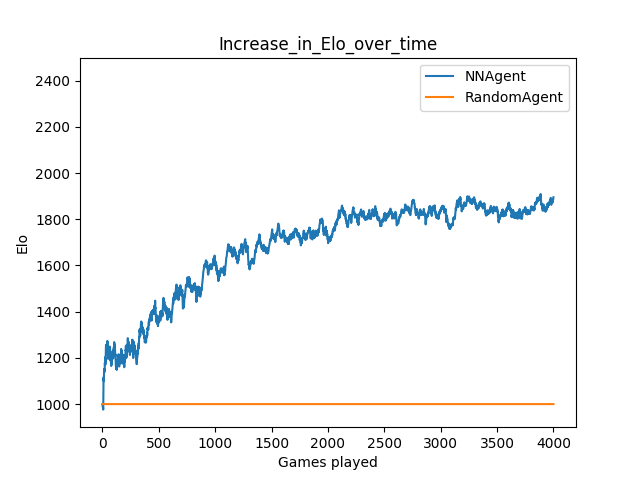 Increase_in_Elo_over_time
NNAgent
RandomAgent
2400
2200
2000
1800
1600
1400
1200
1000
Elo
0 500 1000 1500 2000 2500 3000 3500 4000
Games played